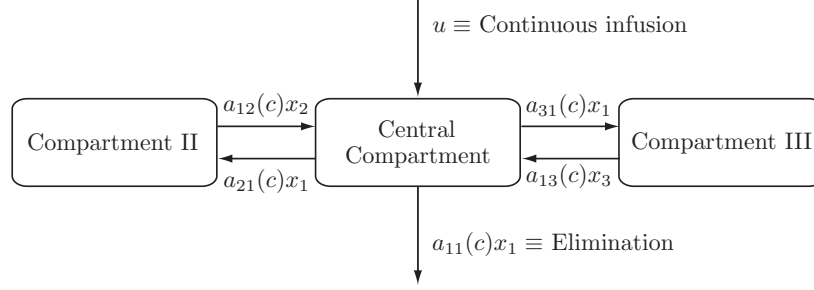 u ≡ Continuous infusion
a₁₂(c)x₂
a₃₁(c)x₁
Compartment II
Central
Compartment
Compartment III
a₂₁(c)x₁
a₁₃(c)x₃
a₁₁(c)x₁ ≡ Elimination